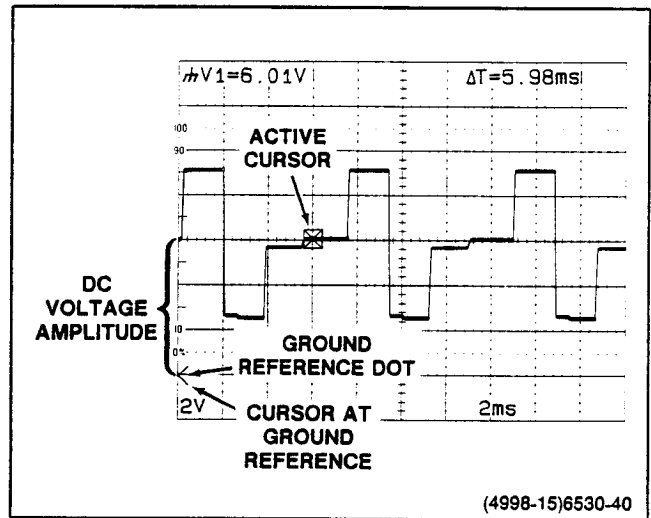 ⏚V1=6.01V
ΔT=5.98ms
100
90
ACTIVE
CURSOR
DC
VOLTAGE
AMPLITUDE
10
0%
GROUND
REFERENCE DOT
2V
2ms
CURSOR AT
GROUND
REFERENCE
(4998-15)6530-40